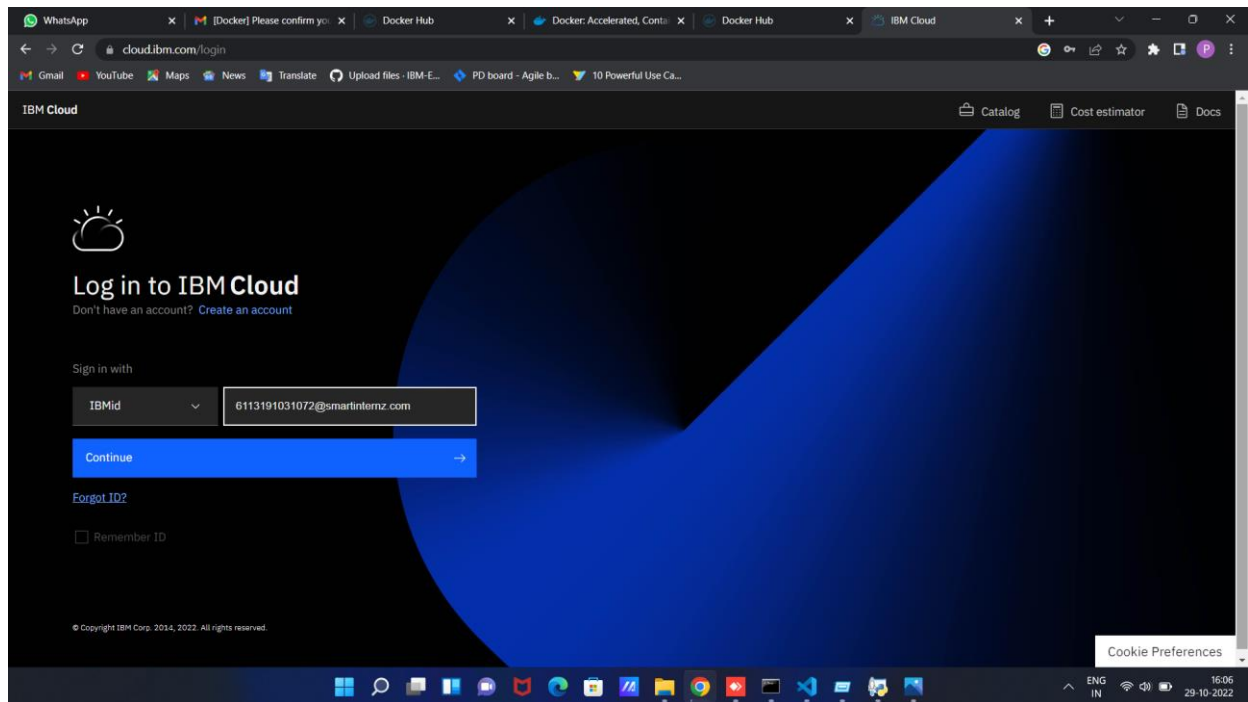 WhatsApp
[Docker] Please confirm you
Docker Hub
Docker: Accelerated, Contai
Docker Hub
IBM Cloud
cloud.ibm.com/login
P
Gmail
YouTube
Maps
News
Translate
Upload files · IBM-E...
PD board - Agile b...
10 Powerful Use Ca...
IBM Cloud
Catalog
Cost estimator
Docs
Log in to IBM Cloud
Don't have an account? Create an account
Sign in with
IBMid
6113191031072@smartinternz.com
Continue
Forgot ID?
Remember ID
© Copyright IBM Corp. 2014, 2022. All rights reserved.
Cookie Preferences
ENG
IN
16:06
29-10-2022